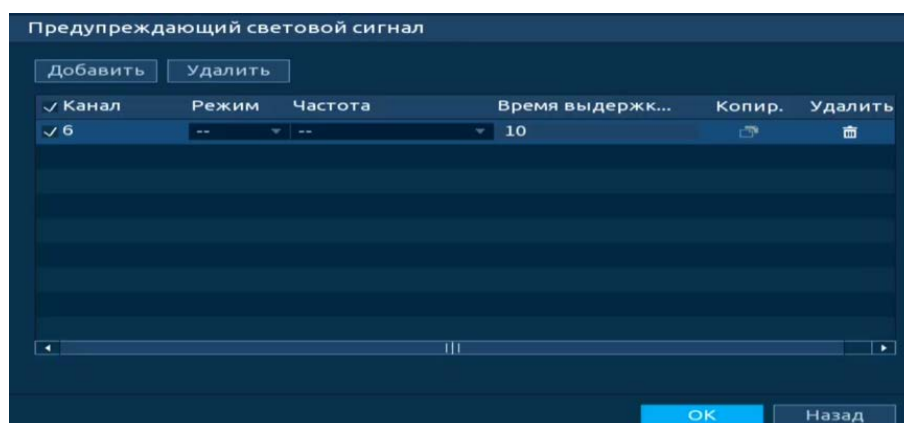 Предупреждающий световой сигнал
Добавить Удалить
Канал Режим Частота Время выдержк... Копир. Удалить
6 -- -- 10
OK Назад